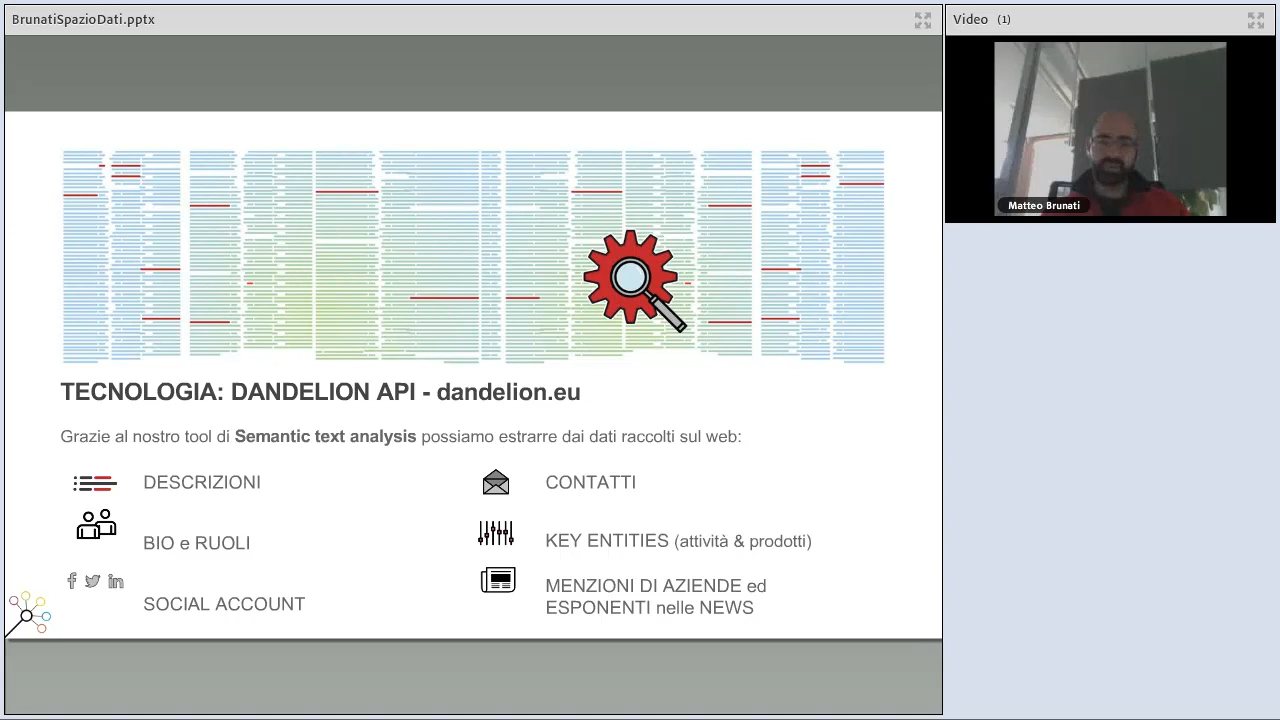 BrunatiSpazioDati.pptx
Video (1)
Matteo Brunati
TECNOLOGIA: DANDELION API - dandelion.eu
Grazie al nostro tool di Semantic text analysis possiamo estrarre dai dati raccolti sul web:
DESCRIZIONI
BIO e RUOLI
SOCIAL ACCOUNT
CONTATTI
KEY ENTITIES (attività & prodotti)
MENZIONI DI AZIENDE ed
ESPONENTI nelle NEWS